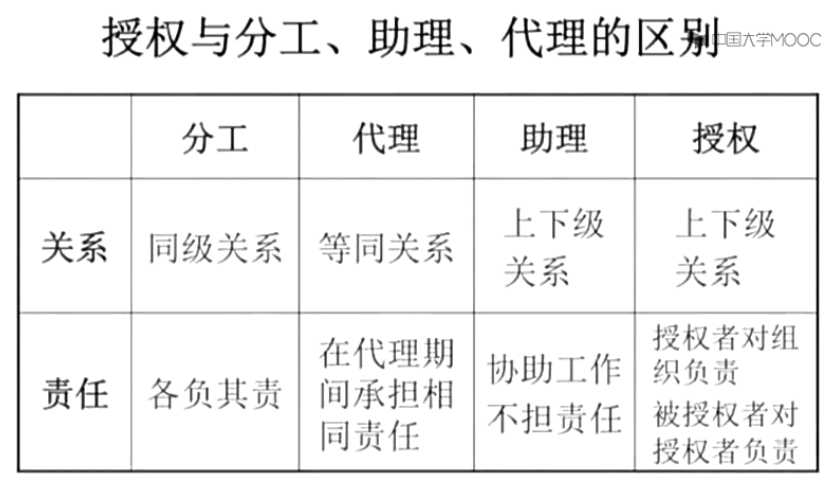 授权与分工、助理、代理的区别
中国大学MOOC
分工 代理 助理 授权
关系 同级关系 等同关系 上下级 上下级
关系 关系
责任 各负其责 在代理期
间承担相
同责任
协助工作
不担责任
授权者对组
织负责
被授权者对
授权者负责